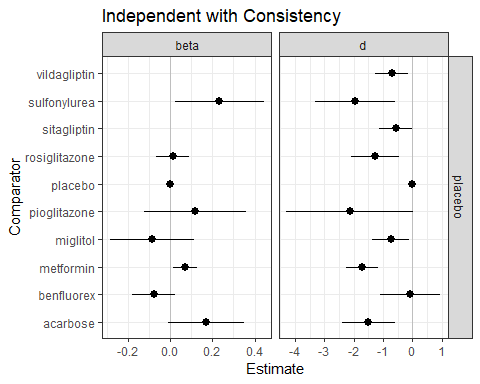 Independent with Consistency
beta
d
Comparator
vildagliptin
sulfonylurea
sitagliptin
rosiglitazone
placebo
pioglitazone
miglitol
metformin
benfluorex
acarbose
placebo
-0.2
0.0
0.2
0.4
-4
-3
-2
-1
0
1
Estimate